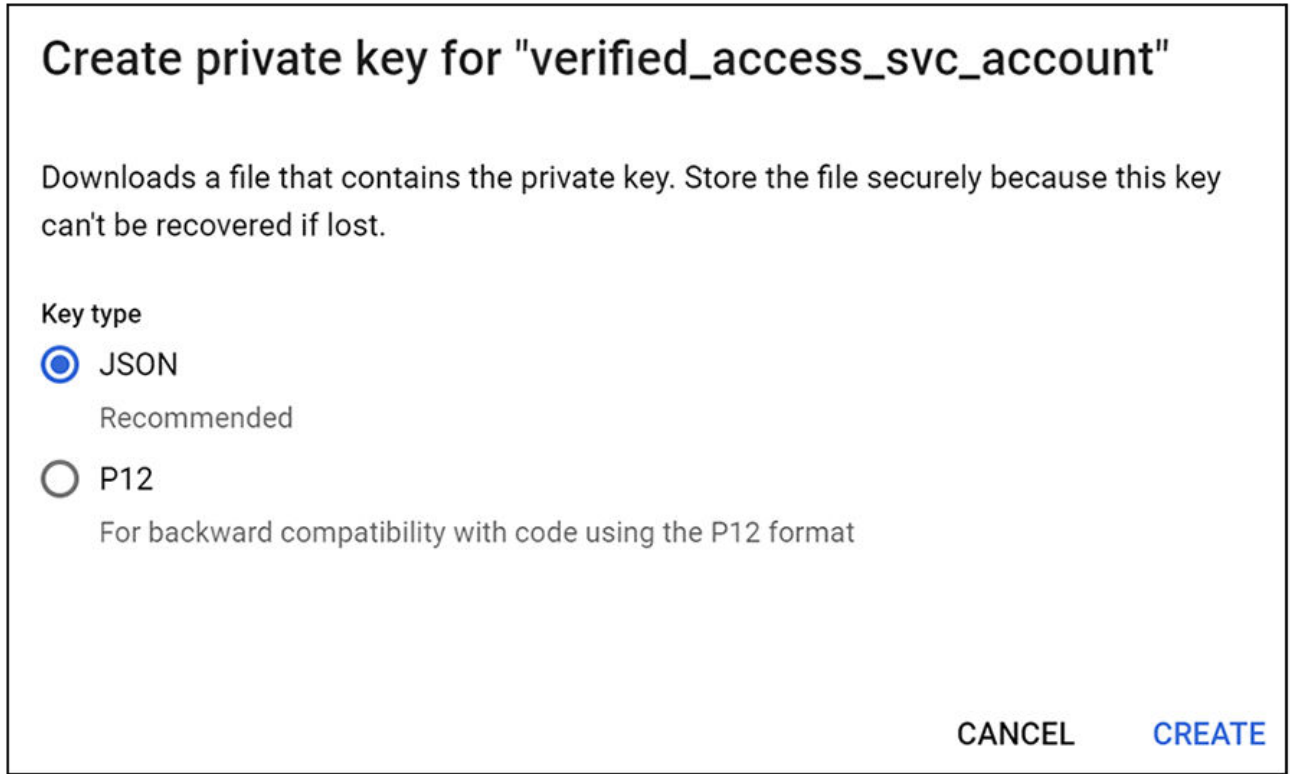 Create private key for "verified_access_svc_account"
Downloads a file that contains the private key. Store the file securely because this key
can't be recovered if lost.
Key type
JSON
Recommended
P12
For backward compatibility with code using the P12 format
CANCEL CREATE